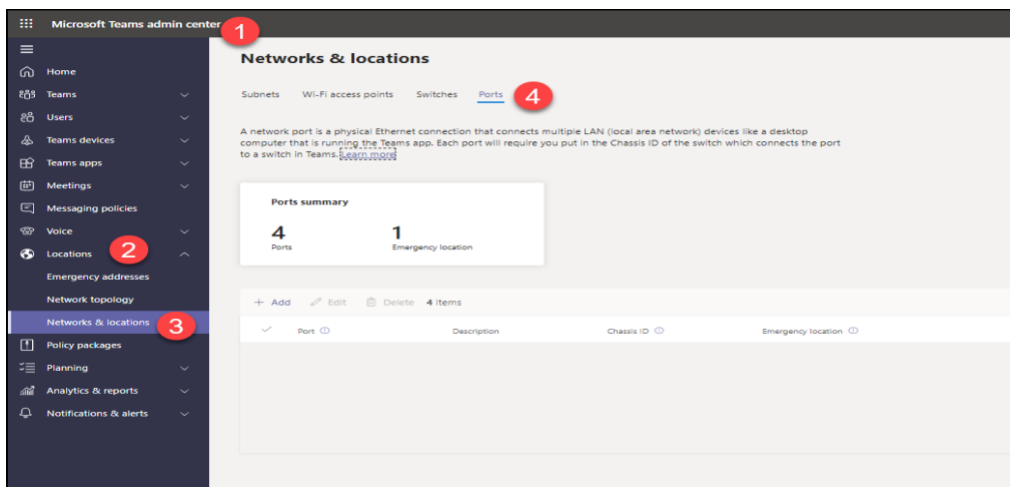 Microsoft Teams admin center
1
Home
Teams
Users
Teams devices
Teams apps
Meetings
Messaging policies
Voice
Locations
2
Emergency addresses
Network topology
Networks & locations
3
Policy packages
Planning
Analytics & reports
Notifications & alerts
Networks & locations
Subnets Wi-Fi access points Switches Ports
4
A network port is a physical Ethernet connection that connects multiple LAN (local area network) devices like a desktop
computer that is running the Teams app. Each port will require you put in the Chassis ID of the switch which connects the port
to a switch in Teams. Learn more
Ports summary
4 1
Ports Emergency location
+ Add Edit Delete 4 items
Port Description Chassis ID Emergency location